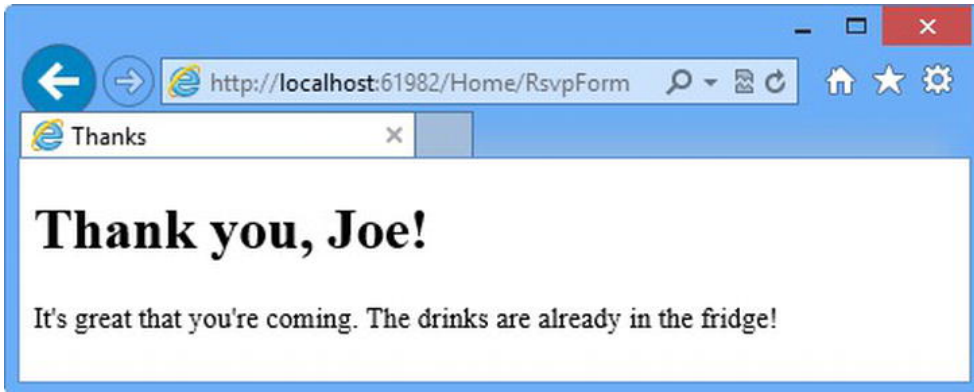 http://localhost:61982/Home/RsvpForm
Thanks
Thank you, Joe!
It's great that you're coming. The drinks are already in the fridge!